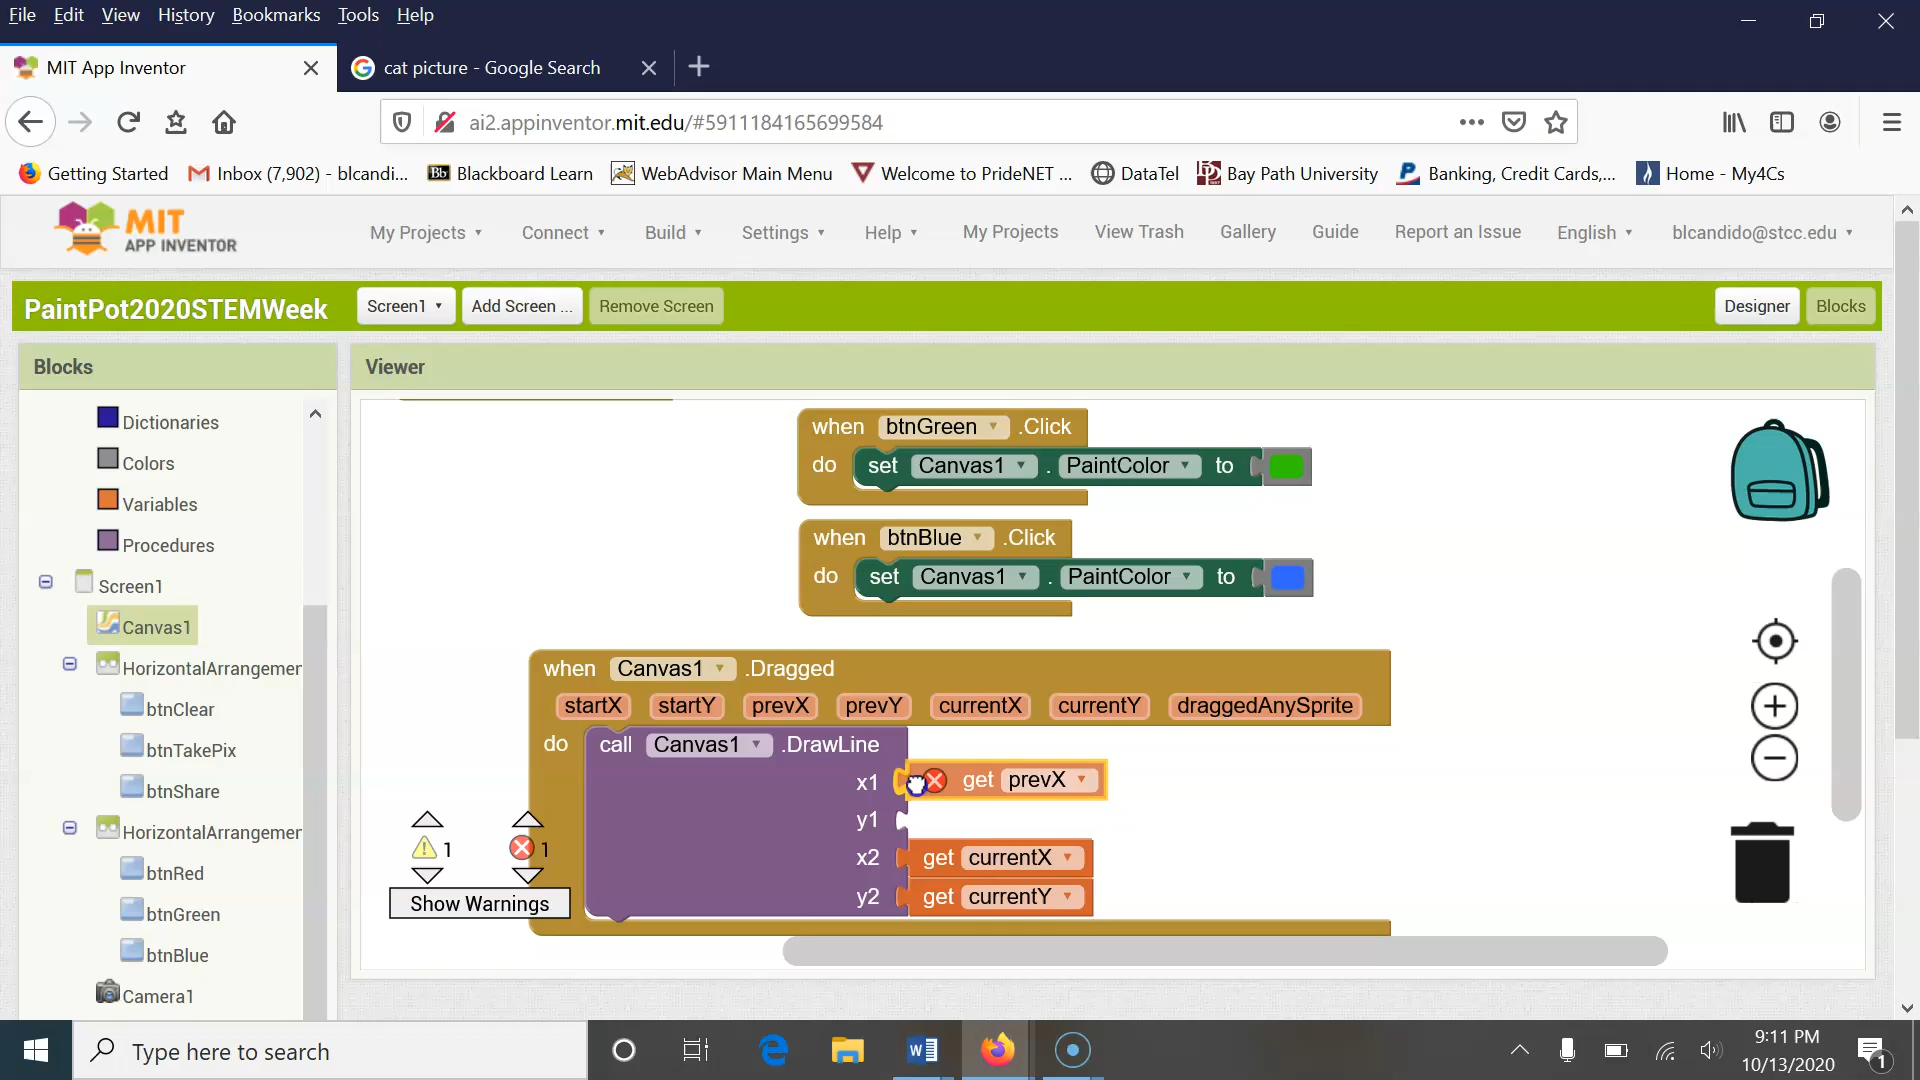 File Edit View History Bookmarks Tools Help
MIT App Inventor
cat picture - Google Search
ai2.appinventor.mit.edu/#5911184165699584
Getting Started Inbox (7,902) - blcandi... Bb Blackboard Learn WebAdvisor Main Menu Welcome to PrideNET ... DataTel Bay Path University Banking, Credit Cards,... Home - My4Cs
MIT
APP INVENTOR
My Projects Connect Build Settings Help My Projects View Trash Gallery Guide Report an Issue English blcandido@stcc.edu
PaintPot2020STEMWeek Screen1 Add Screen ... Remove Screen Designer Blocks
Blocks
Viewer
Dictionaries
Colors
Variables
Procedures
Screen1
Canvas1
HorizontalArrangemer
btnClear
btnTakePix
btnShare
HorizontalArrangemer
btnRed
btnGreen
btnBlue
Camera1
when btnGreen .Click
do set Canvas1 . PaintColor to
when btnBlue .Click
do set Canvas1 . PaintColor to
when Canvas1 .Dragged
startX startY prevX prevY currentX currentY draggedAnySprite
do call Canvas1 .DrawLine
x1 get prevX
y1
x2 get currentX
y2 get currentY
1 1
Show Warnings
Type here to search
9:11 PM
10/13/2020
1